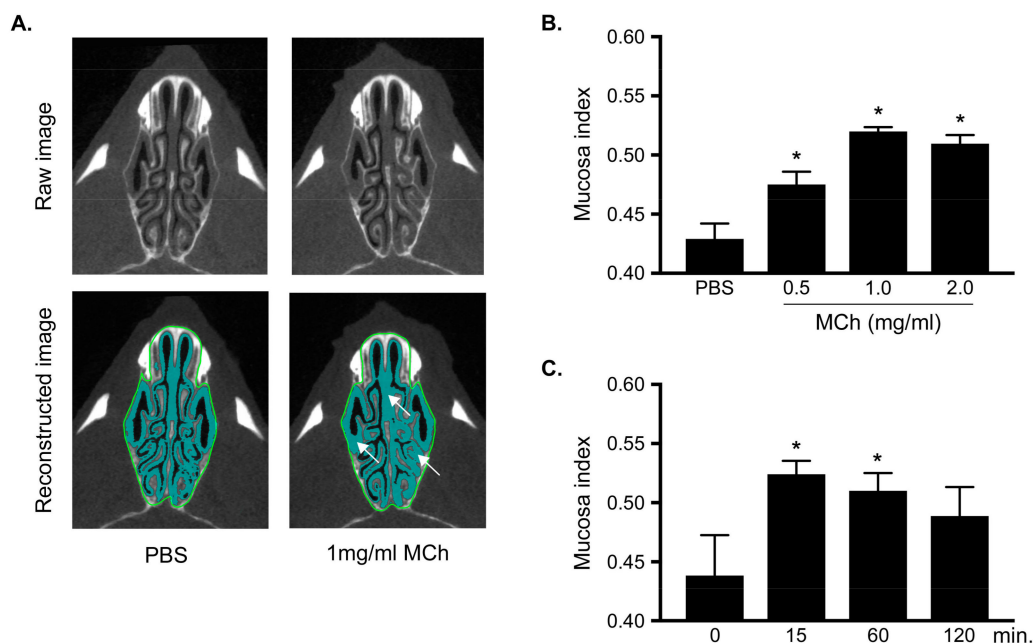 A.
Raw image
Reconstructed image
PBS
1mg/ml MCh
B.
Mucosa index
0.60
0.55
0.50
0.45
0.40
*
*
*
PBS
0.5
1.0
2.0
MCh (mg/ml)
C.
Mucosa index
0.60
0.55
0.50
0.45
0.40
*
*
0
15
60
120
min.